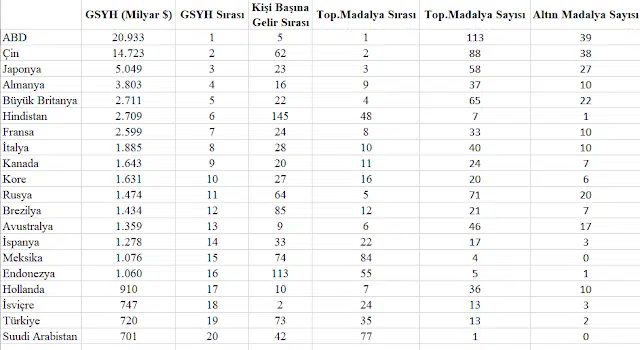 GSYH (Milyar $) GSYH Sırası Kişi Başına Gelir Sırası Top.Madalya Sırası Top.Madalya Sayısı Altın Madalya Sayısı
ABD 20.933 1 5 1 113 39
Çin 14.723 2 62 2 88 38
Japonya 5.049 3 23 3 58 27
Almanya 3.803 4 16 9 37 10
Büyük Britanya 2.711 5 22 4 65 22
Hindistan 2.709 6 145 48 7 1
Fransa 2.599 7 24 8 33 10
İtalya 1.885 8 28 10 40 10
Kanada 1.643 9 20 11 24 7
Kore 1.631 10 27 16 20 6
Rusya 1.474 11 64 5 71 20
Brezilya 1.434 12 85 12 21 7
Avustralya 1.359 13 9 6 46 17
İspanya 1.278 14 33 22 17 3
Meksika 1.076 15 74 84 4 0
Endonezya 1.060 16 113 55 5 1
Hollanda 910 17 10 7 36 10
İsviçre 747 18 2 24 13 3
Türkiye 720 19 73 35 13 2
Suudi Arabistan 701 20 42 77 1 0